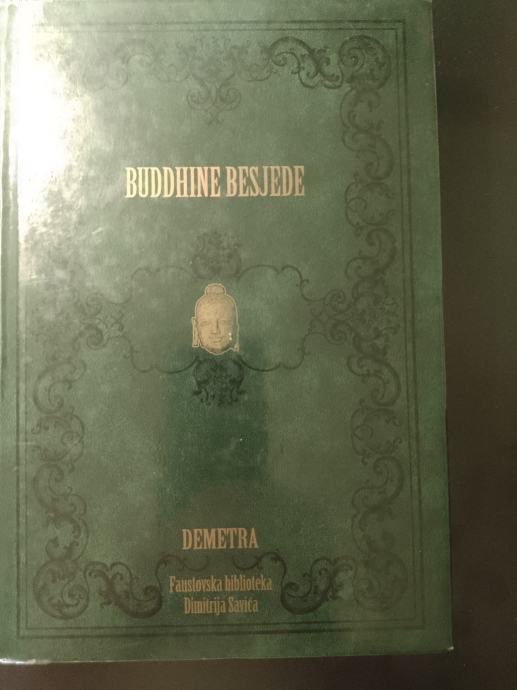 BUDDHINE BESJEDE
DEMETRA
Faustovska biblioteka
Dimitrija Savića